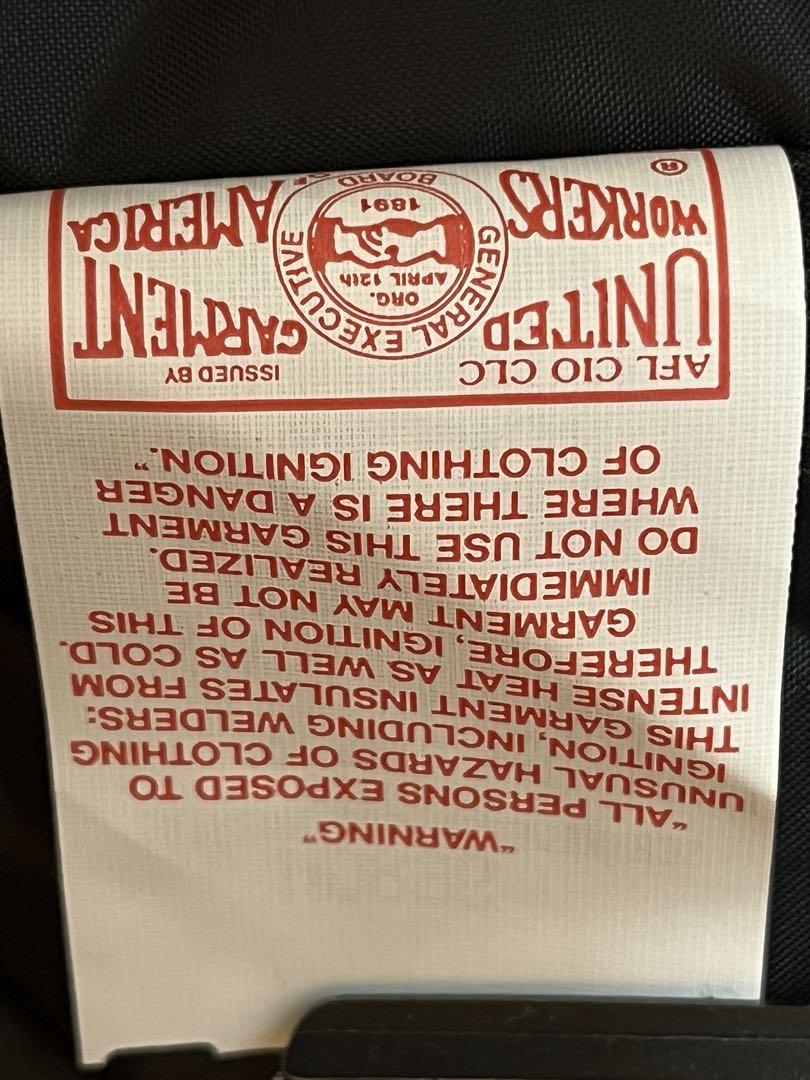 "WARNING"
"ALL PERSONS EXPOSED TO
UNUSUAL HAZARDS OF CLOTHING
IGNITION, INCLUDING WELDERS:
THIS GARMENT INSULATES FROM
INTENSE HEAT AS WELL AS COLD.
THEREFORE, IGNITION OF THIS
GARMENT MAY NOT BE
IMMEDIATELY REALIZED.
DO NOT USE THIS GARMENT
WHERE THERE IS A DANGER
OF CLOTHING IGNITION."
AFL CIO CLC
ISSUED BY
UNITED
GARMENT
WORKERS
AMERICA
®
GENERAL EXECUTIVE
BOARD OF
ORG.
APRIL 12th
1891